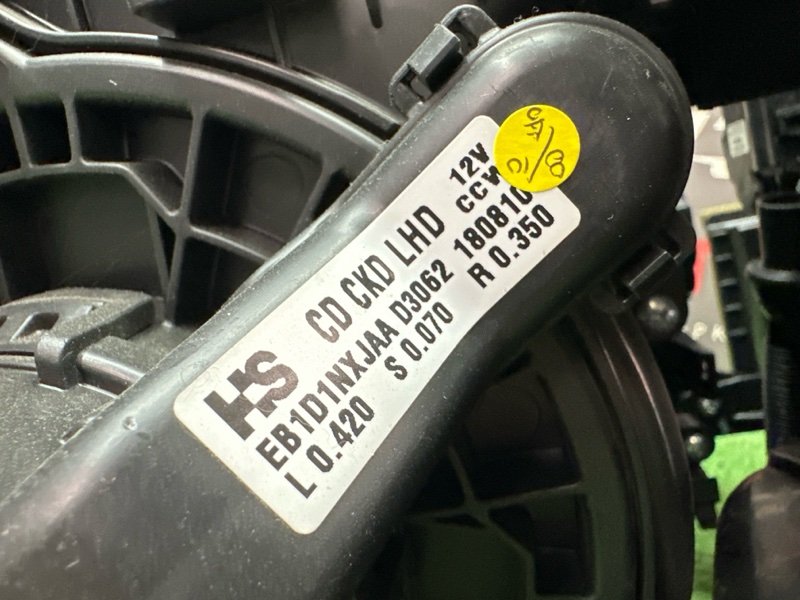 HS CD CKD LHD 12V
EB1D1NXJAA D3062 CCW
L 0.420 S 0.070 180810
R 0.350